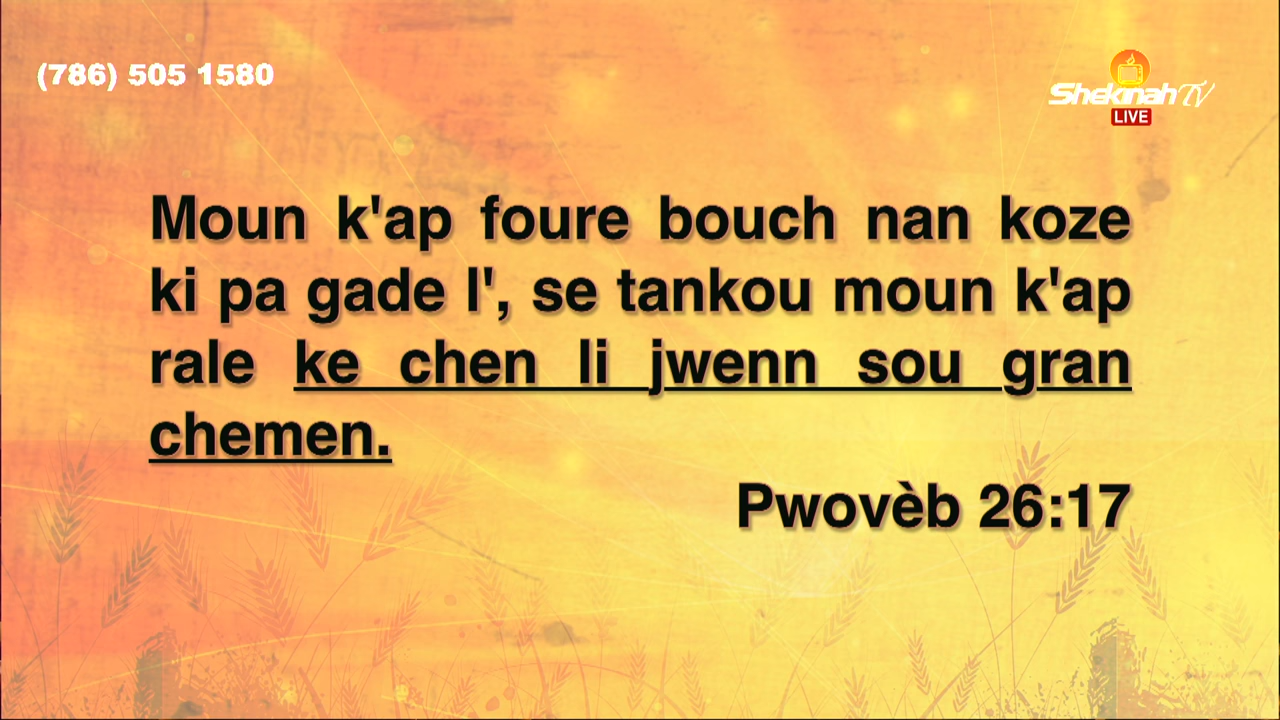 (786) 505 1580
Shekinah TV
LIVE
Moun k'ap foure bouch nan koze
ki pa gade l', se tankou moun k'ap
rale ke chen li jwenn sou gran
chemen.
Pwovèb 26:17